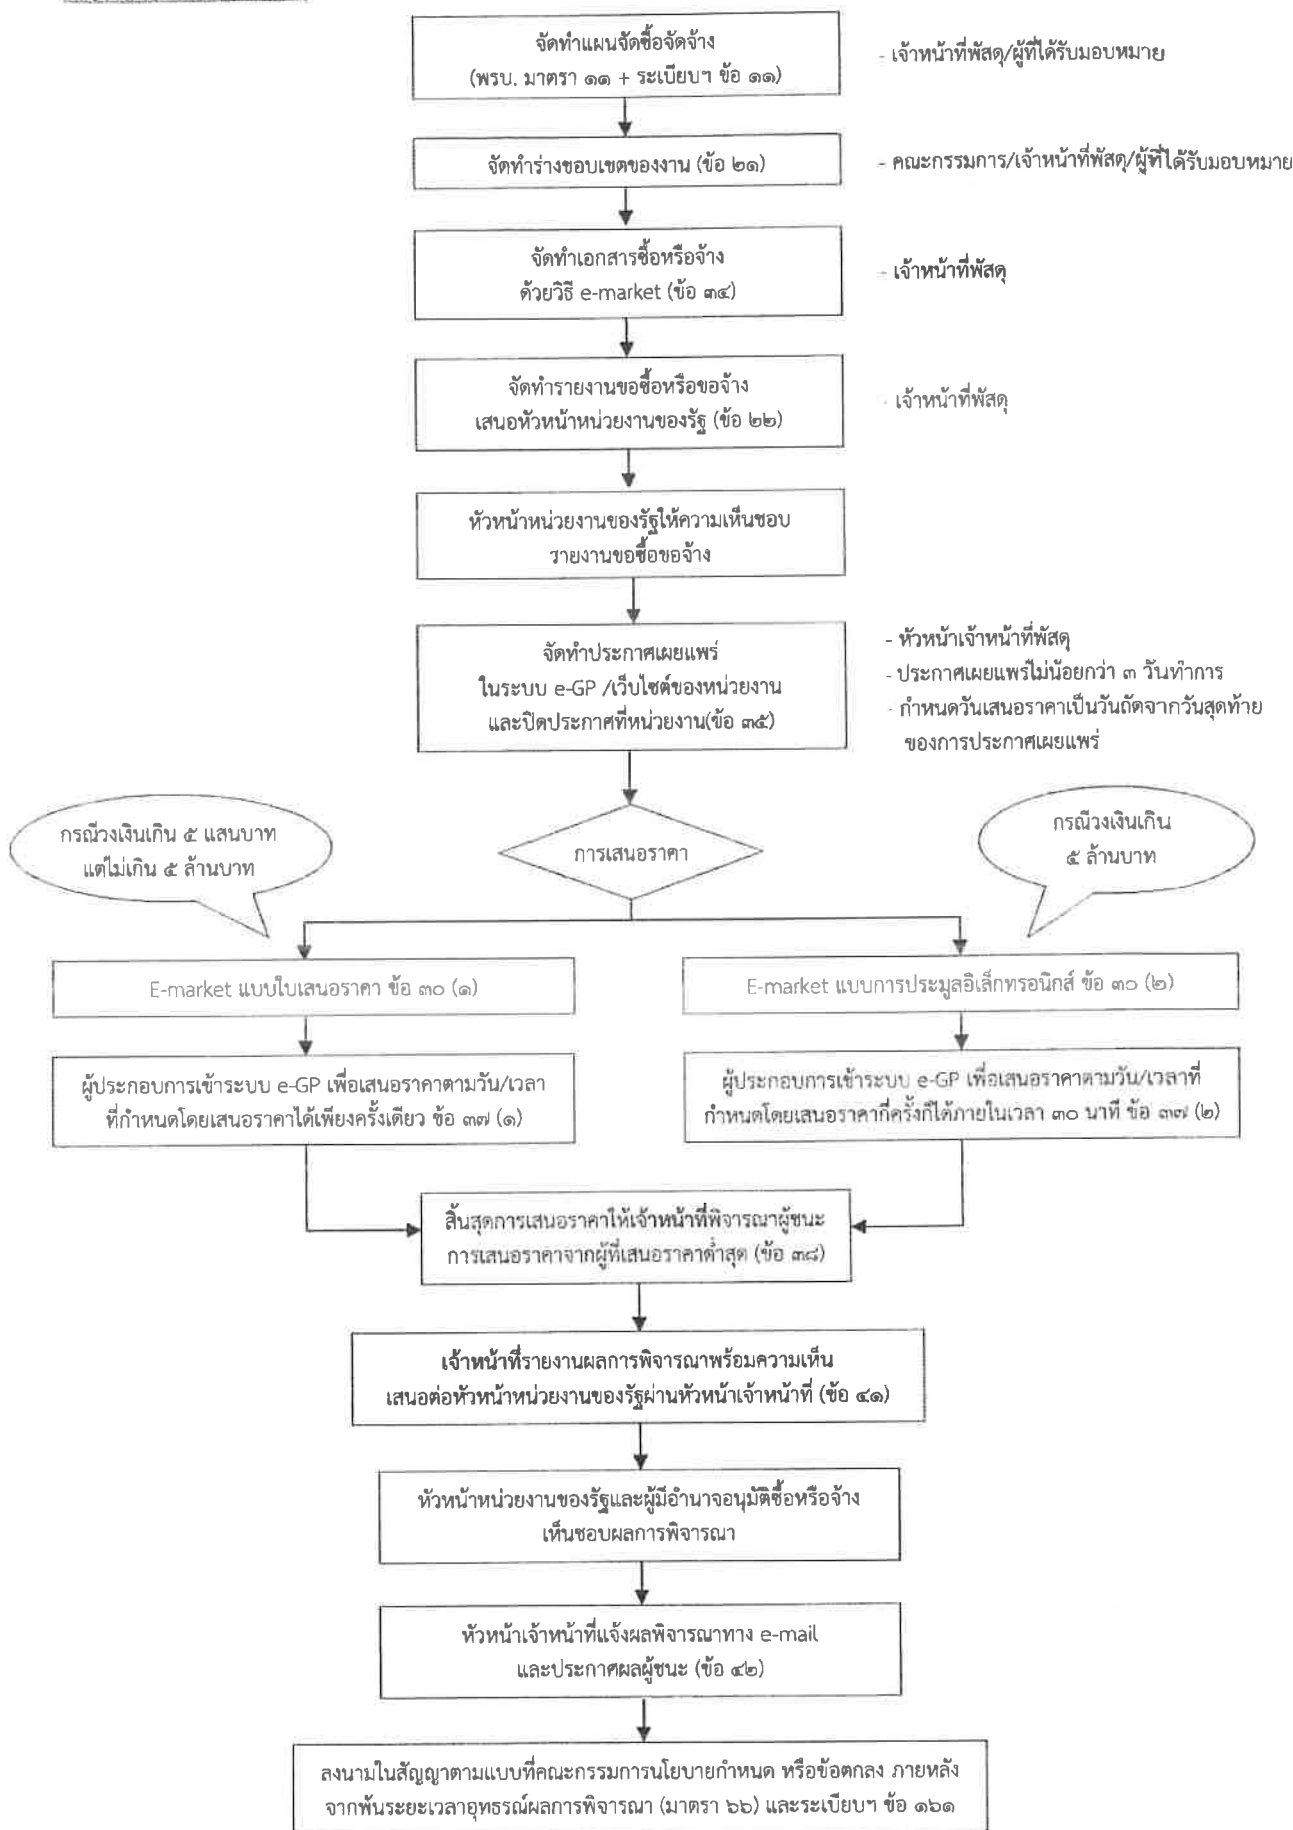 จัดทำแผนจัดซื้อจัดจ้าง
(พรบ. มาตรา ๑๑ + ระเบียบฯ ข้อ ๑๑)
- เจ้าหน้าที่พัสดุ/ผู้ที่ได้รับมอบหมาย
จัดทำร่างขอบเขตของงาน (ข้อ ๒๑)
- คณะกรรมการ/เจ้าหน้าที่พัสดุ/ผู้ที่ได้รับมอบหมาย
จัดทำเอกสารซื้อหรือจ้าง
ด้วยวิธี e-market (ข้อ ๓๔)
- เจ้าหน้าที่พัสดุ
จัดทำรายงานขอซื้อหรือขอจ้าง
เสนอหัวหน้าหน่วยงานของรัฐ (ข้อ ๒๒)
- เจ้าหน้าที่พัสดุ
หัวหน้าหน่วยงานของรัฐให้ความเห็นชอบ
รายงานขอซื้อขอจ้าง
จัดทำประกาศเผยแพร่
ในระบบ e-GP /เว็บไซต์ของหน่วยงาน
และปิดประกาศที่หน่วยงาน(ข้อ ๓๕)
- หัวหน้าเจ้าหน้าที่พัสดุ
- ประกาศเผยแพร่ไม่น้อยกว่า ๓ วันทำการ
- กำหนดวันเสนอราคาเป็นวันถัดจากวันสุดท้าย
ของการประกาศเผยแพร่
กรณีวงเงินเกิน ๕ แสนบาท
แต่ไม่เกิน ๕ ล้านบาท
การเสนอราคา
กรณีวงเงินเกิน
๕ ล้านบาท
E-market แบบใบเสนอราคา ข้อ ๓๐ (๑)
E-market แบบการประมูลอิเล็กทรอนิกส์ ข้อ ๓๐ (๒)
ผู้ประกอบการเข้าระบบ e-GP เพื่อเสนอราคาตามวัน/เวลา
ที่กำหนดโดยเสนอราคาได้เพียงครั้งเดียว ข้อ ๓๗ (๑)
ผู้ประกอบการเข้าระบบ e-GP เพื่อเสนอราคาตามวัน/เวลาที่
กำหนดโดยเสนอราคากี่ครั้งก็ได้ภายในเวลา ๓๐ นาที ข้อ ๓๗ (๒)
สิ้นสุดการเสนอราคาให้เจ้าหน้าที่พิจารณาผู้ชนะ
การเสนอราคาจากผู้ที่เสนอราคาต่ำสุด (ข้อ ๓๘)
เจ้าหน้าที่รายงานผลการพิจารณาพร้อมความเห็น
เสนอต่อหัวหน้าหน่วยงานของรัฐผ่านหัวหน้าเจ้าหน้าที่ (ข้อ ๔๑)
หัวหน้าหน่วยงานของรัฐและผู้มีอำนาจอนุมัติซื้อหรือจ้าง
เห็นชอบผลการพิจารณา
หัวหน้าเจ้าหน้าที่แจ้งผลพิจารณาทาง e-mail
และประกาศผลผู้ชนะ (ข้อ ๔๒)
ลงนามในสัญญาตามแบบที่คณะกรรมการนโยบายกำหนด หรือข้อตกลง ภายหลัง
จากพ้นระยะเวลาอุทธรณ์ผลการพิจารณา (มาตรา ๖๖) และระเบียบฯ ข้อ ๑๖๑